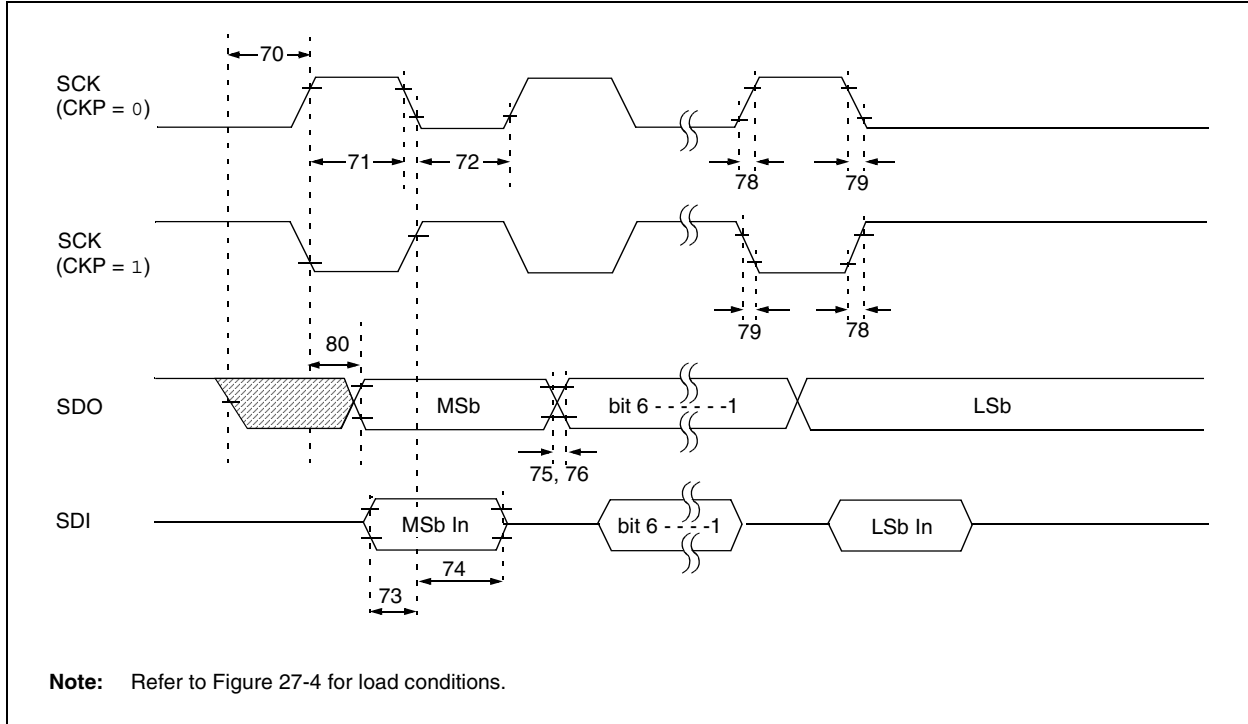 70
SCK
(CKP = 0)
71
72
78
79
SCK
(CKP = 1)
79
78
80
SDO
MSb
bit 6 - - - - - -1
LSb
75, 76
SDI
MSb In
bit 6 - - - -1
LSb In
74
73
Note: Refer to Figure 27-4 for load conditions.